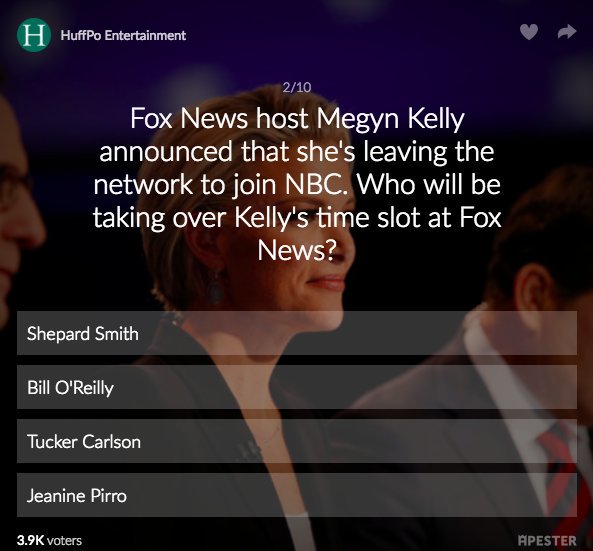 H HuffPo Entertainment
2/10
Fox News host Megyn Kelly
announced that she's leaving the
network to join NBC. Who will be
taking over Kelly's time slot at Fox
News?
Shepard Smith
Bill O'Reilly
Tucker Carlson
Jeanine Pirro
3.9K voters
APESTER